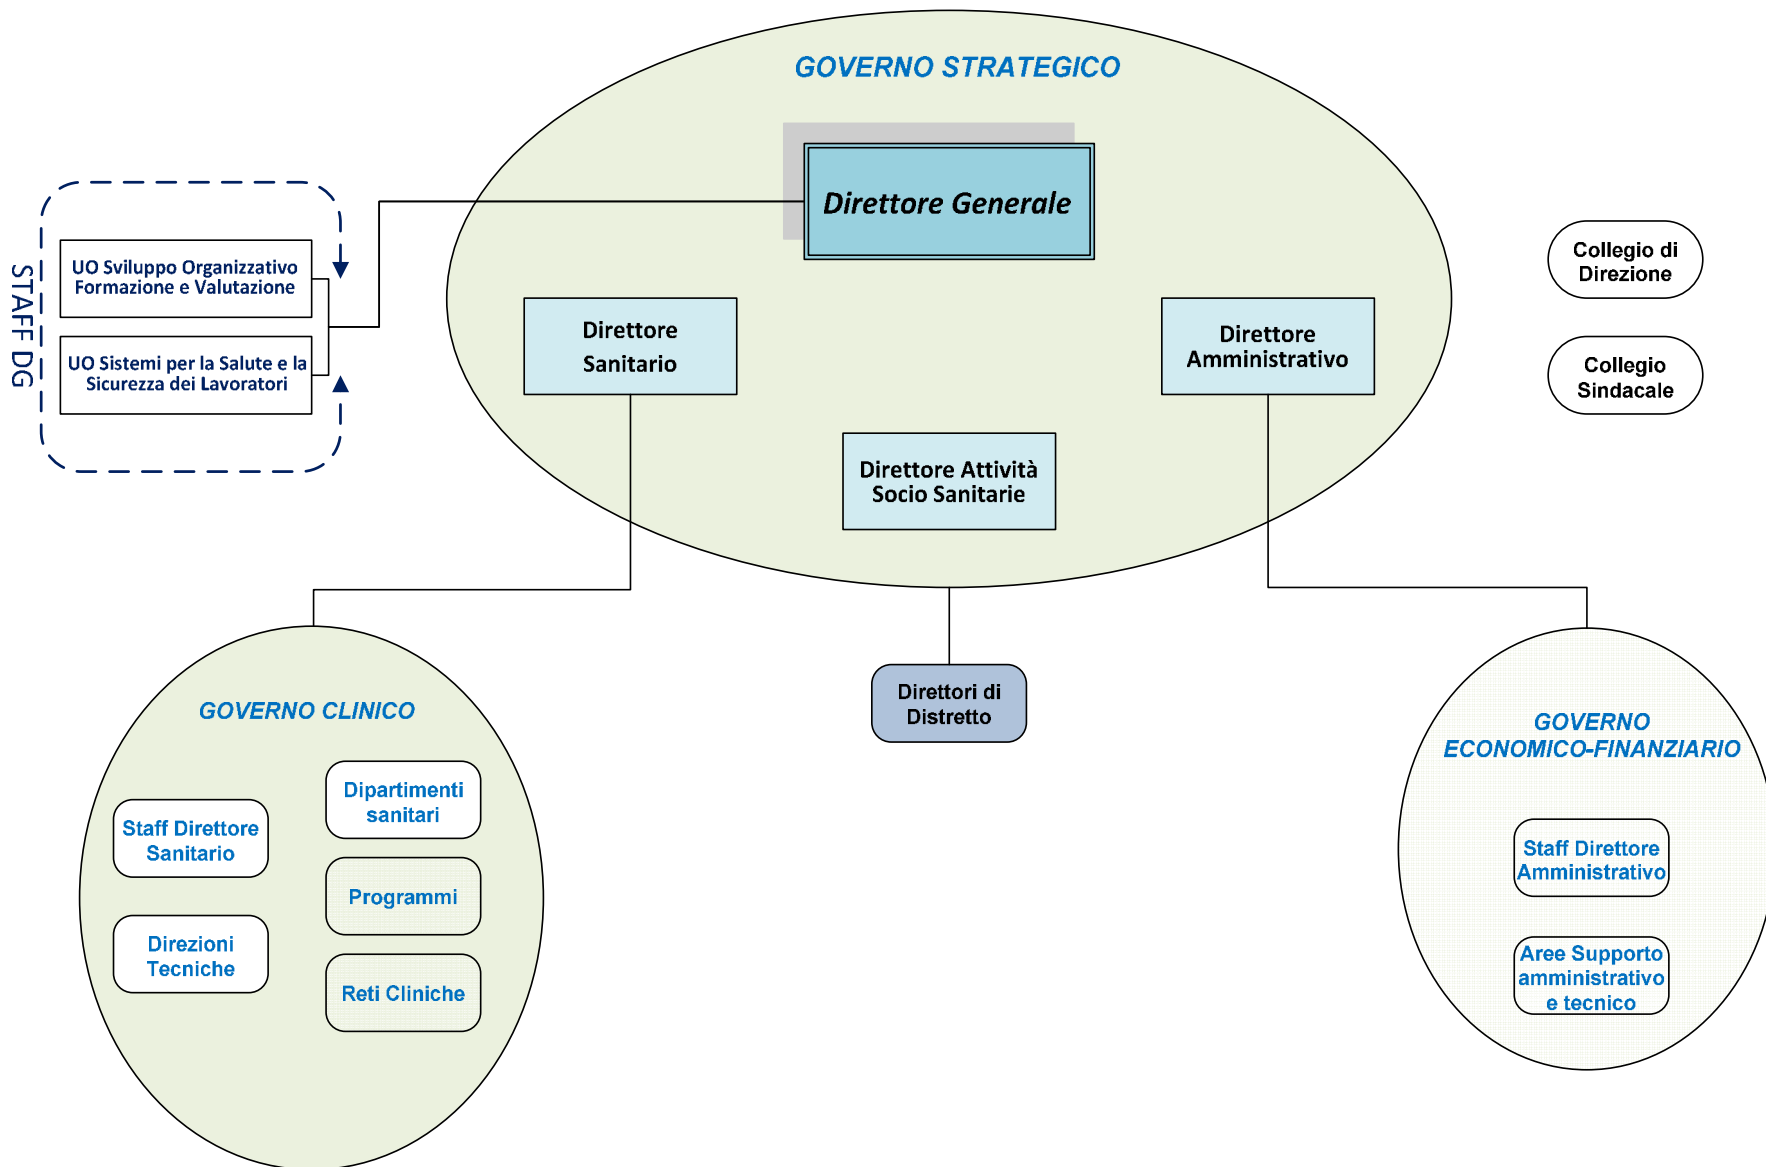 GOVERNO STRATEGICO
Direttore Generale
STAFF DG
UO Sviluppo Organizzativo
Formazione e Valutazione
UO Sistemi per la Salute e la
Sicurezza dei Lavoratori
Direttore
Sanitario
Direttore
Amministrativo
Direttore Attività
Socio Sanitarie
Collegio di
Direzione
Collegio
Sindacale
Direttori di
Distretto
GOVERNO CLINICO
Staff Direttore
Sanitario
Direzioni
Tecniche
Dipartimenti
sanitari
Programmi
Reti Cliniche
GOVERNO
ECONOMICO-FINANZIARIO
Staff Direttore
Amministrativo
Aree Supporto
amministrativo
e tecnico